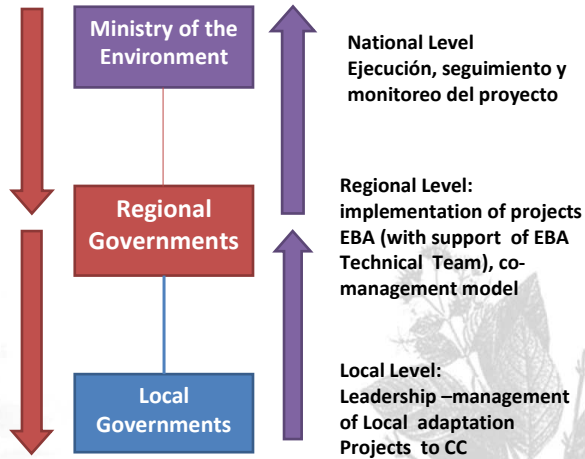 Ministry of the
Environment
National Level
Ejecución, seguimiento y
monitoreo del proyecto
Regional
Governments
Regional Level:
implementation of projects
EBA (with support of EBA
Technical Team), co-
management model
Local
Governments
Local Level:
Leadership –management
of Local adaptation
Projects to CC